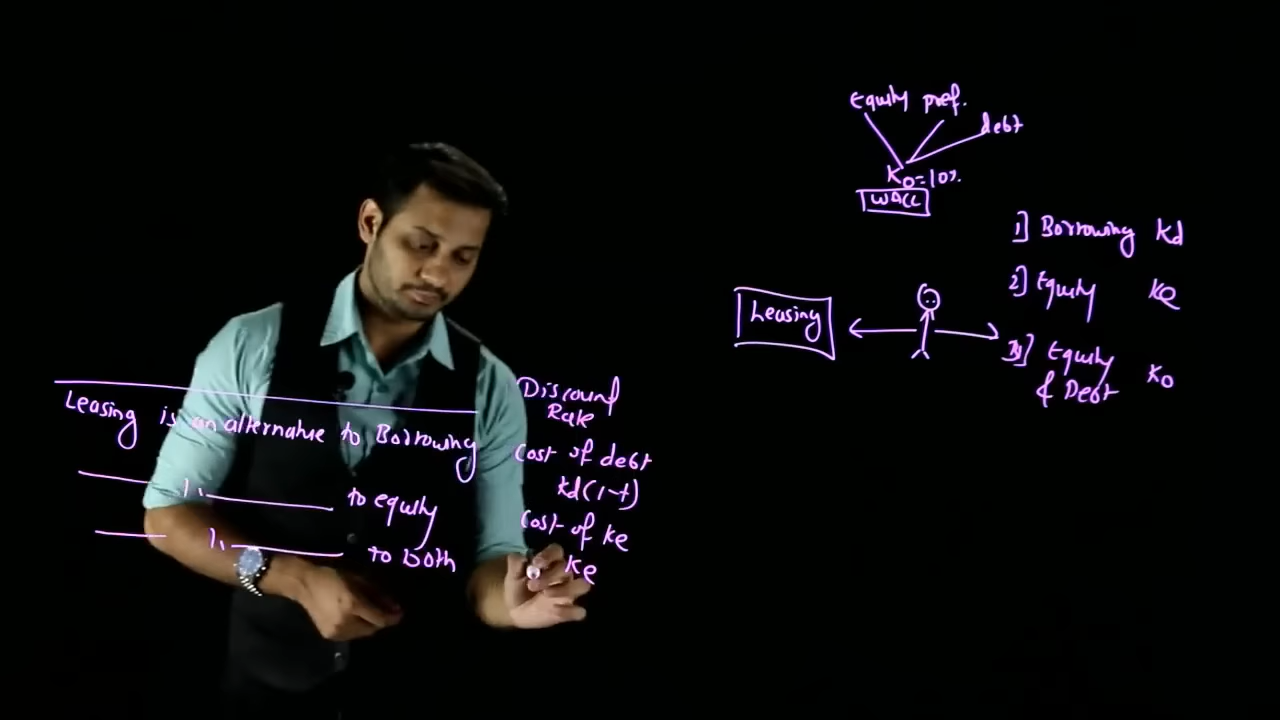 Equity pref. debt
Ko=10%.
WACC
1] Borrowing Kd
2] Equity Ke
Leasing
3] Equity & Debt Ko
Discount Rate
Leasing is an alternative to Borrowing
Cost of debt
Kd(1-t)
to equity
Cost of Ke
to both
Ke